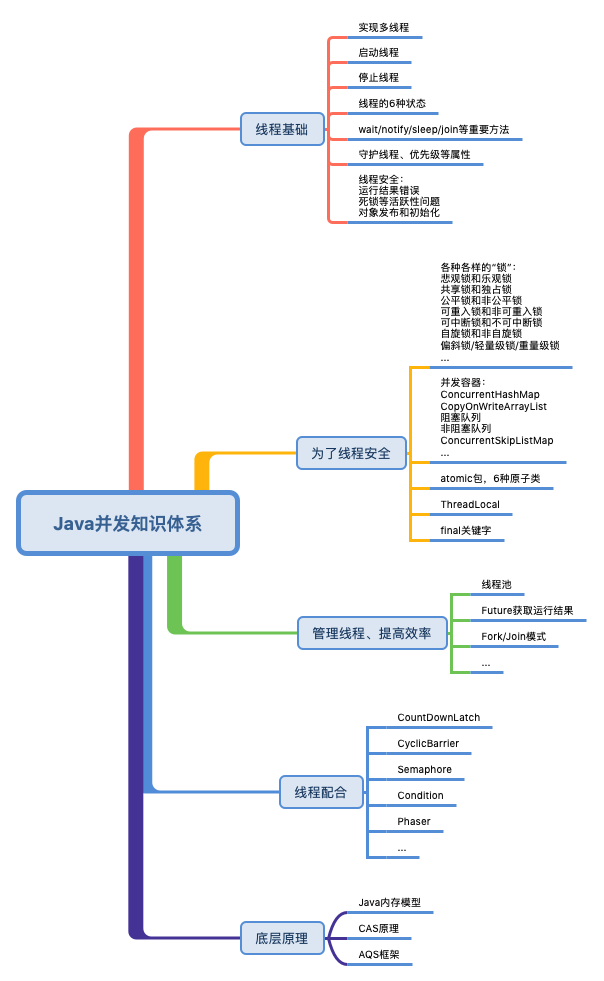 实现多线程
启动线程
停止线程
线程的6种状态
线程基础
wait/notify/sleep/join等重要方法
守护线程、优先级等属性
线程安全：
运行结果错误
死锁等活跃性问题
对象发布和初始化
各种各样的“锁”：
悲观锁和乐观锁
共享锁和独占锁
公平锁和非公平锁
可重入锁和非可重入锁
可中断锁和不可中断锁
自旋锁和非自旋锁
偏斜锁/轻量级锁/重量级锁
...
并发容器：
ConcurrentHashMap
CopyOnWriteArrayList
阻塞队列
非阻塞队列
ConcurrentSkipListMap
...
为了线程安全
atomic包，6种原子类
ThreadLocal
final关键字
Java并发知识体系
线程池
Future获取运行结果
管理线程、提高效率
Fork/Join模式
...
CountDownLatch
CyclicBarrier
Semaphore
线程配合
Condition
Phaser
...
Java内存模型
CAS原理
底层原理
AQS框架